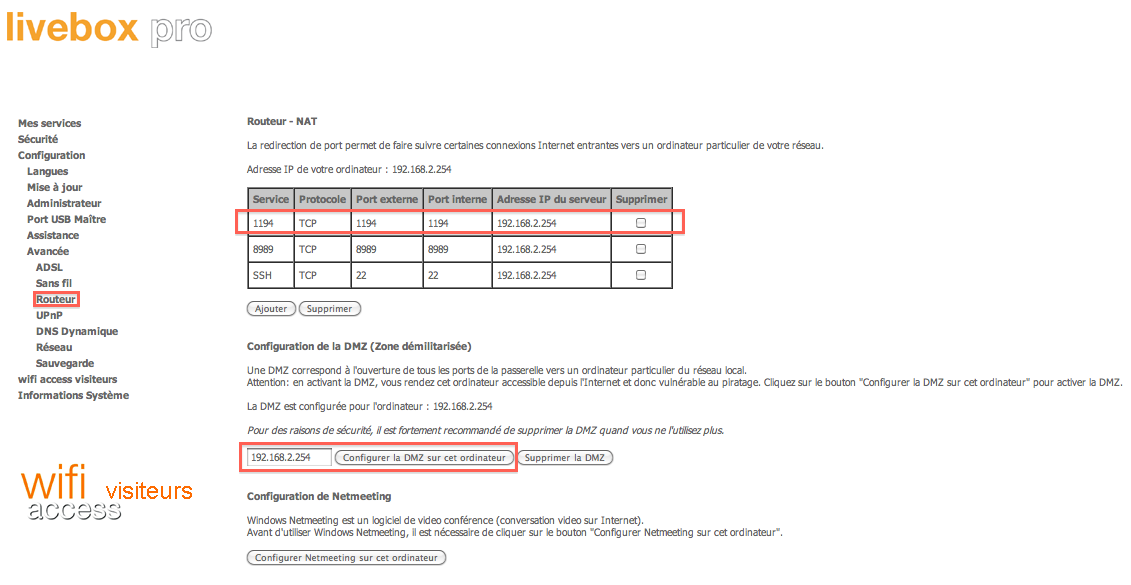 livebox pro
Mes services
Sécurité
Configuration
Langues
Mise à jour
Administrateur
Port USB Maître
Assistance
Avancée
ADSL
Sans fil
Routeur
UPnP
DNS Dynamique
Réseau
Sauvegarde
wifi access visiteurs
Informations Système
wifi visiteurs
access
Routeur - NAT
La redirection de port permet de faire suivre certaines connexions Internet entrantes vers un ordinateur particulier de votre réseau.
Adresse IP de votre ordinateur : 192.168.2.254
Service Protocole Port externe Port interne Adresse IP du serveur Supprimer
1194 TCP 1194 1194 192.168.2.254
8989 TCP 8989 8989 192.168.2.254
SSH TCP 22 22 192.168.2.254
Ajouter Supprimer
Configuration de la DMZ (Zone démilitarisée)
Une DMZ correspond à l'ouverture de tous les ports de la passerelle vers un ordinateur particulier du réseau local.
Attention: en activant la DMZ, vous rendez cet ordinateur accessible depuis l'Internet et donc vulnérable au piratage. Cliquez sur le bouton "Configurer la DMZ sur cet ordinateur" pour activer la DMZ.
La DMZ est configurée pour l'ordinateur : 192.168.2.254
Pour des raisons de sécurité, il est fortement recommandé de supprimer la DMZ quand vous ne l'utilisez plus.
192.168.2.254 Configurer la DMZ sur cet ordinateur Supprimer la DMZ
Configuration de Netmeeting
Windows Netmeeting est un logiciel de video conférence (conversation video sur Internet).
Avant d'utiliser Windows Netmeeting, il est nécessaire de cliquer sur le bouton "Configurer Netmeeting sur cet ordinateur".
Configurer Netmeeting sur cet ordinateur